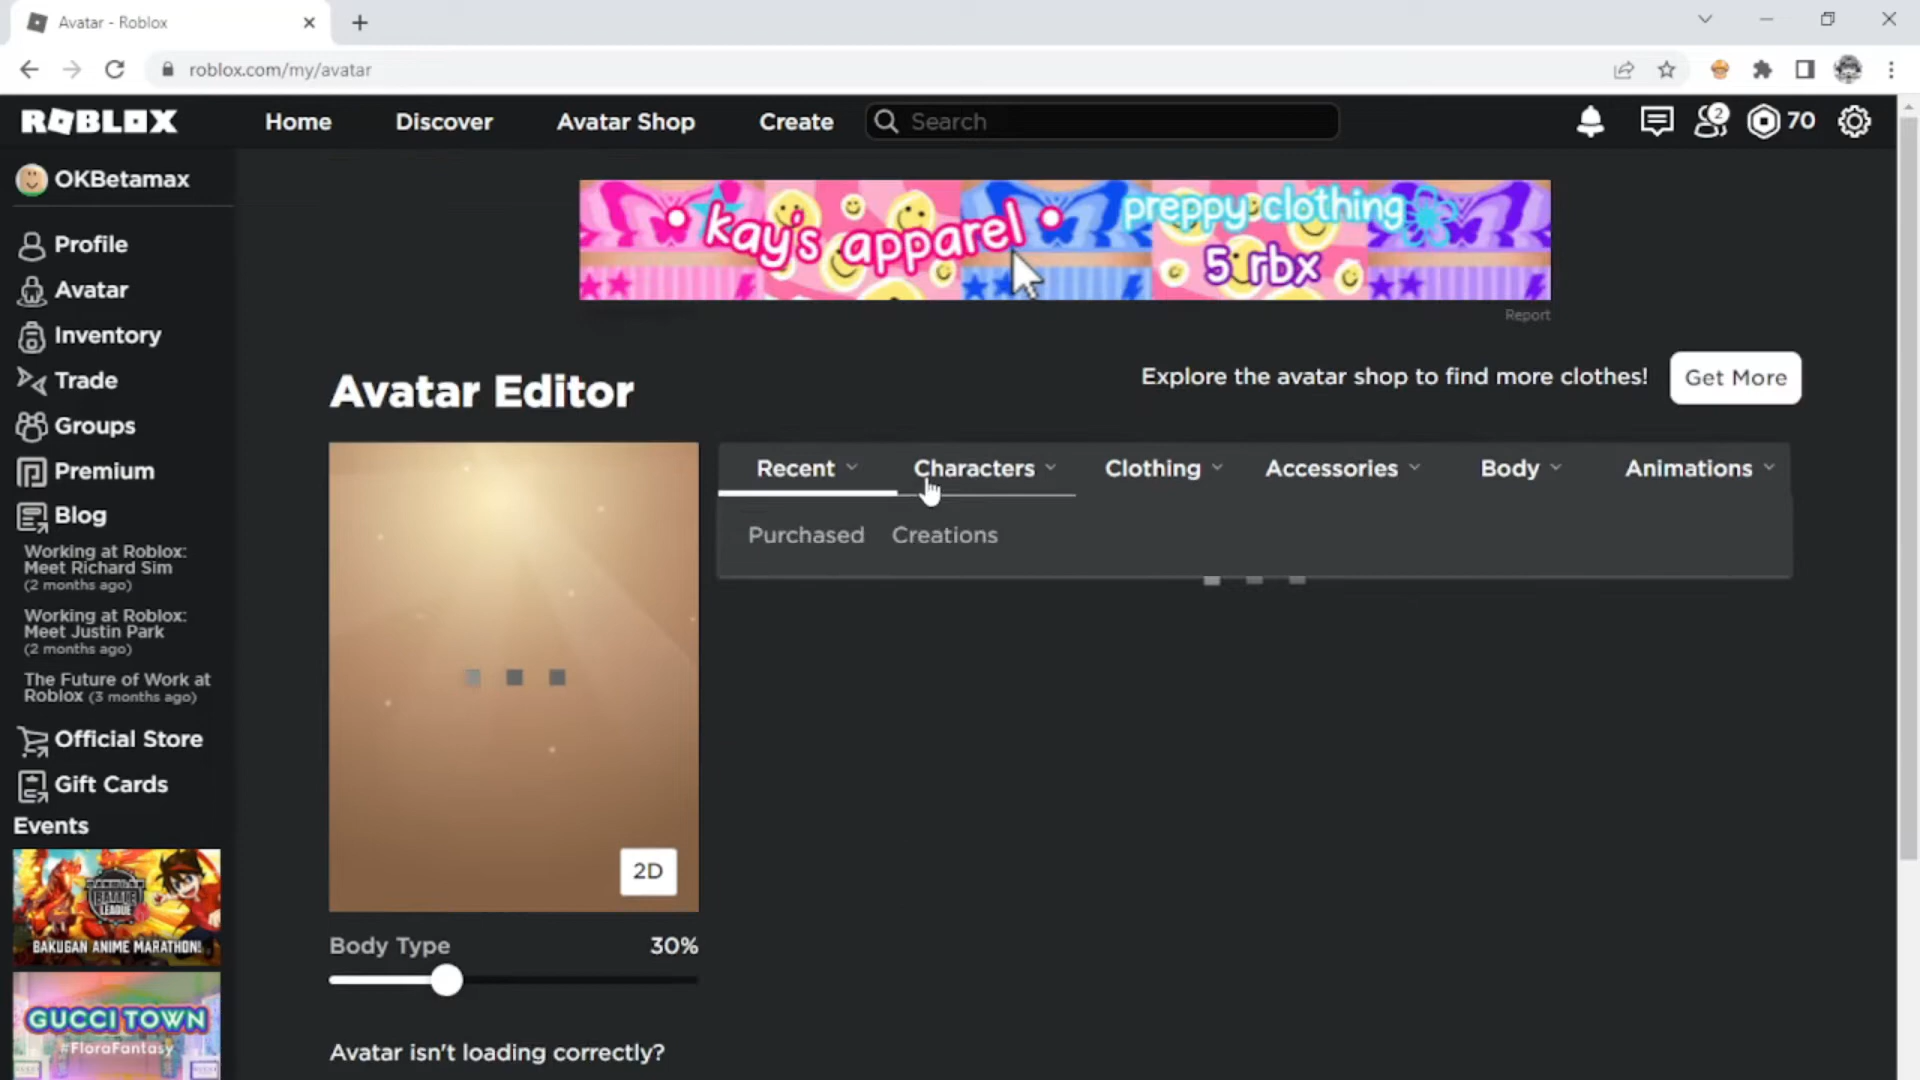 Avatar - Roblox
roblox.com/my/avatar
ROBLOX
Home
Discover
Avatar Shop
Create
Search
2
70
OKBetamax
Profile
Avatar
Inventory
Trade
Groups
Premium
Blog
Working at Roblox:
Meet Richard Sim
(2 months ago)
Working at Roblox:
Meet Justin Park
(2 months ago)
The Future of Work at
Roblox (3 months ago)
Official Store
Gift Cards
Events
BATTLE
LEAGUE
BAKUGAN ANIME MARATHON!
GUCCI TOWN
#FloraFantasy
• kay's apparel •
preppy clothing
5 rbx
Report
Avatar Editor
Explore the avatar shop to find more clothes!
Get More
Recent
Characters
Clothing
Accessories
Body
Animations
Purchased
Creations
2D
Body Type
30%
Avatar isn't loading correctly?